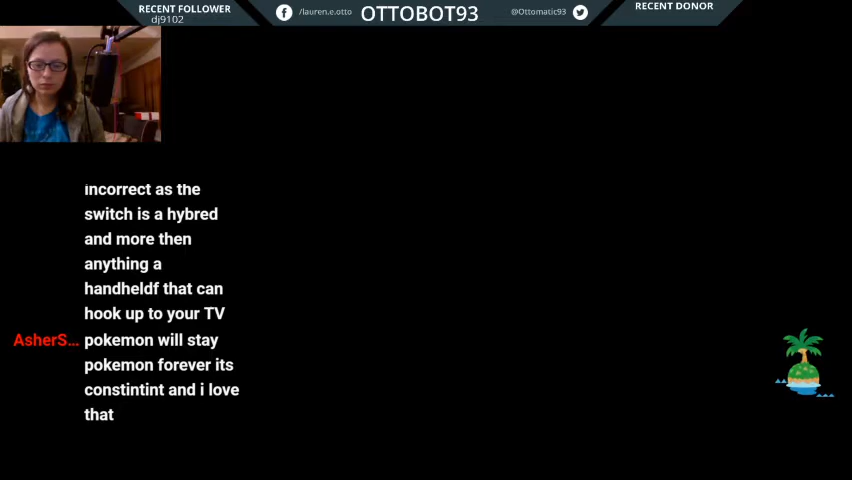 RECENT FOLLOWER
dj9102
/lauren.e.otto
OTTOBOT93
@Ottomatic93
RECENT DONOR
incorrect as the
switch is a hybred
and more then
anything a
handheldf that can
hook up to your TV
AsherS... pokemon will stay
pokemon forever its
constintint and i love
that